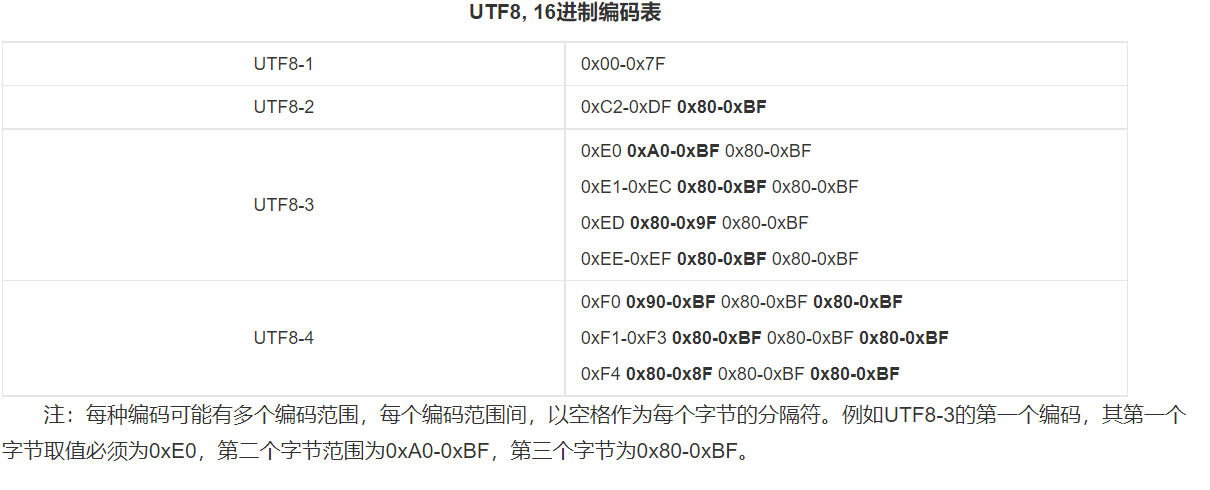 UTF8, 16进制编码表
UTF8-1 0x00-0x7F
UTF8-2 0xC2-0xDF 0x80-0xBF
UTF8-3
0xE0 0xA0-0xBF 0x80-0xBF
0xE1-0xEC 0x80-0xBF 0x80-0xBF
0xED 0x80-0x9F 0x80-0xBF
0xEE-0xEF 0x80-0xBF 0x80-0xBF
UTF8-4
0xF0 0x90-0xBF 0x80-0xBF 0x80-0xBF
0xF1-0xF3 0x80-0xBF 0x80-0xBF 0x80-0xBF
0xF4 0x80-0x8F 0x80-0xBF 0x80-0xBF
注：每种编码可能有多个编码范围，每个编码范围间，以空格作为每个字节的分隔符。例如UTF8-3的第一个编码，其第一个
字节取值必须为0xE0，第二个字节范围为0xA0-0xBF，第三个字节为0x80-0xBF。